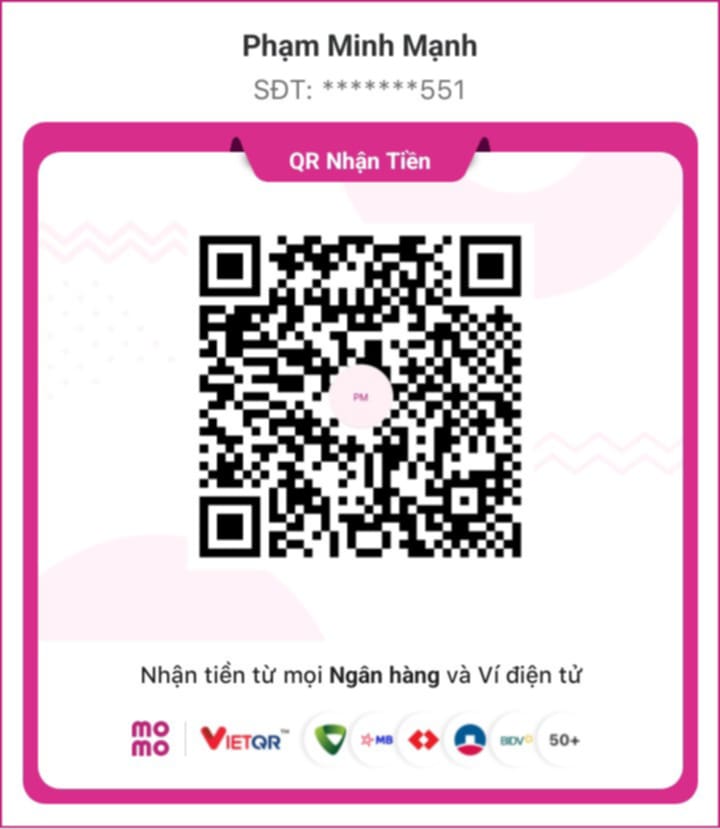 Phạm Minh Mạnh
SĐT: *******551
QR Nhận Tiền
PM
Nhận tiền từ mọi Ngân hàng và Ví điện tử
mo mo VIETQR™ MB BIDV 50+